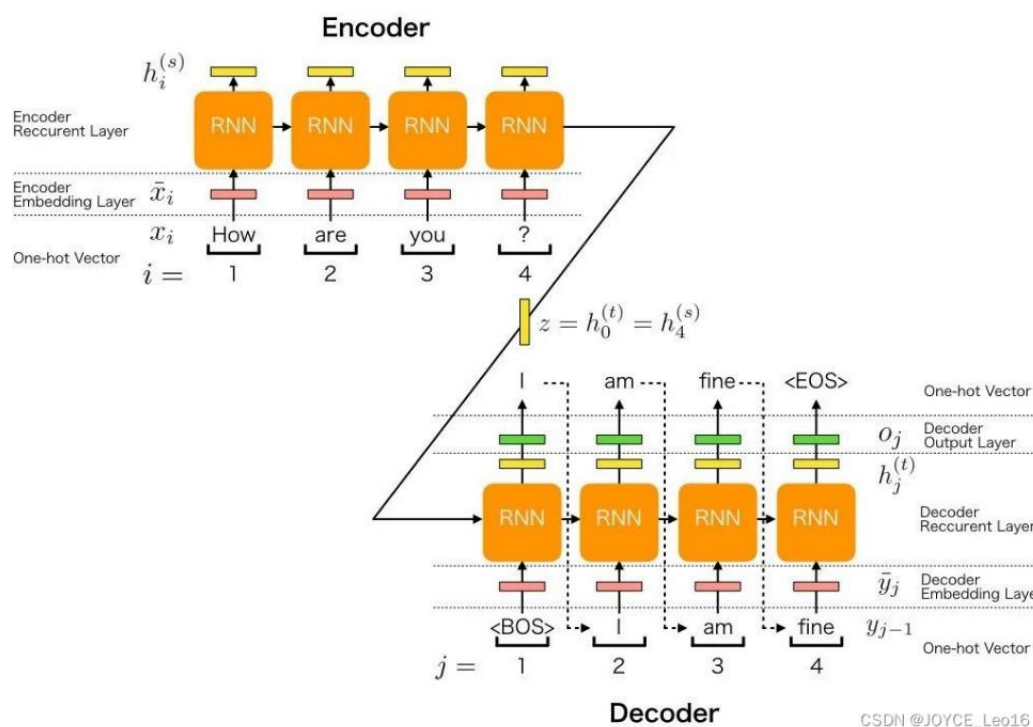 Encoder
h_i^{(s)}
Encoder
Reccurent Layer
RNN RNN RNN RNN
Encoder
Embedding Layer
x̄_i
x_i How are you ?
One-hot Vector
i = 1 2 3 4
z = h_0^{(t)} = h_4^{(s)}
I am fine <EOS>
One-hot Vector
o_j Decoder
Output Layer
h_j^{(t)}
RNN RNN RNN RNN
Decoder
Reccurent Layer
ȳ_j Decoder
Embedding Laye
<BOS> I am fine y_{j-1}
One-hot Vector
j = 1 2 3 4
Decoder
CSDN @JOYCE_Leo16